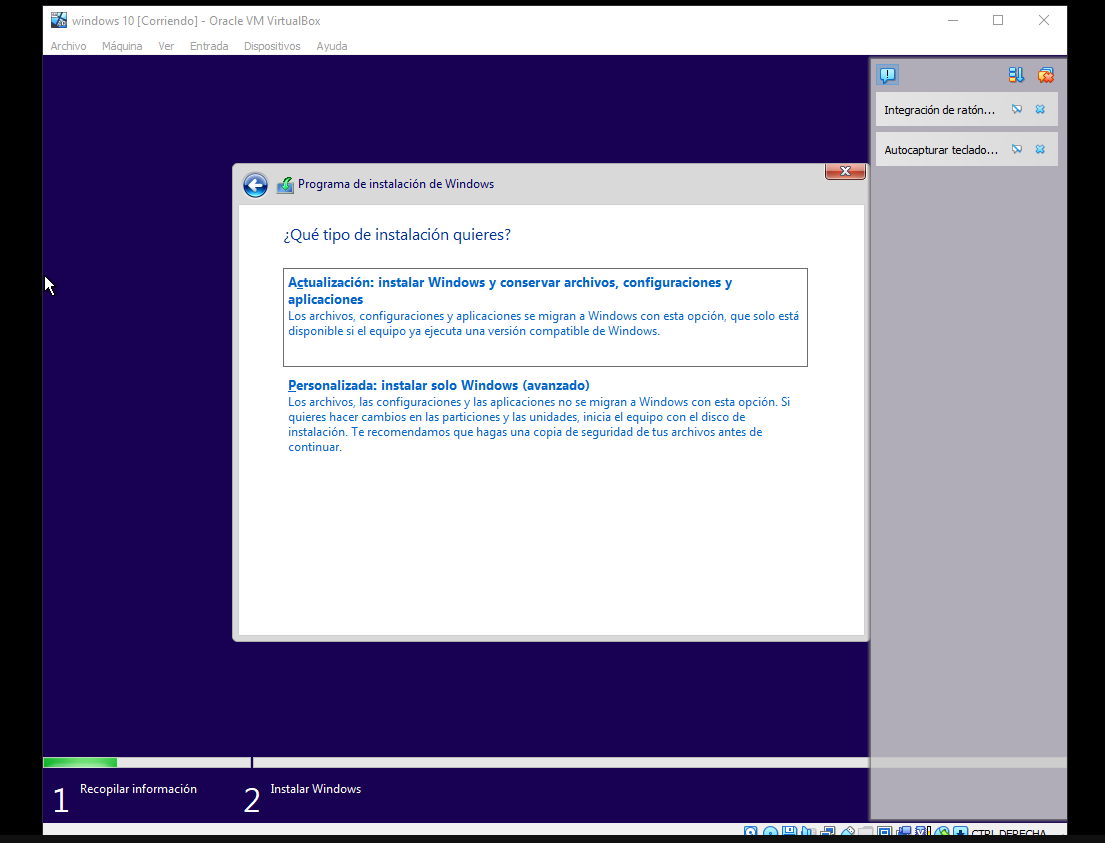 windows 10 [Corriendo] - Oracle VM VirtualBox
Archivo Máquina Ver Entrada Dispositivos Ayuda
Integración de ratón...
Autocapturar teclado...
Programa de instalación de Windows
¿Qué tipo de instalación quieres?
Actualización: instalar Windows y conservar archivos, configuraciones y
aplicaciones
Los archivos, configuraciones y aplicaciones se migran a Windows con esta opción, que solo está
disponible si el equipo ya ejecuta una versión compatible de Windows.
Personalizada: instalar solo Windows (avanzado)
Los archivos, las configuraciones y las aplicaciones no se migran a Windows con esta opción. Si
quieres hacer cambios en las particiones y las unidades, inicia el equipo con el disco de
instalación. Te recomendamos que hagas una copia de seguridad de tus archivos antes de
continuar.
1 Recopilar información 2 Instalar Windows
CTRL DERECHA